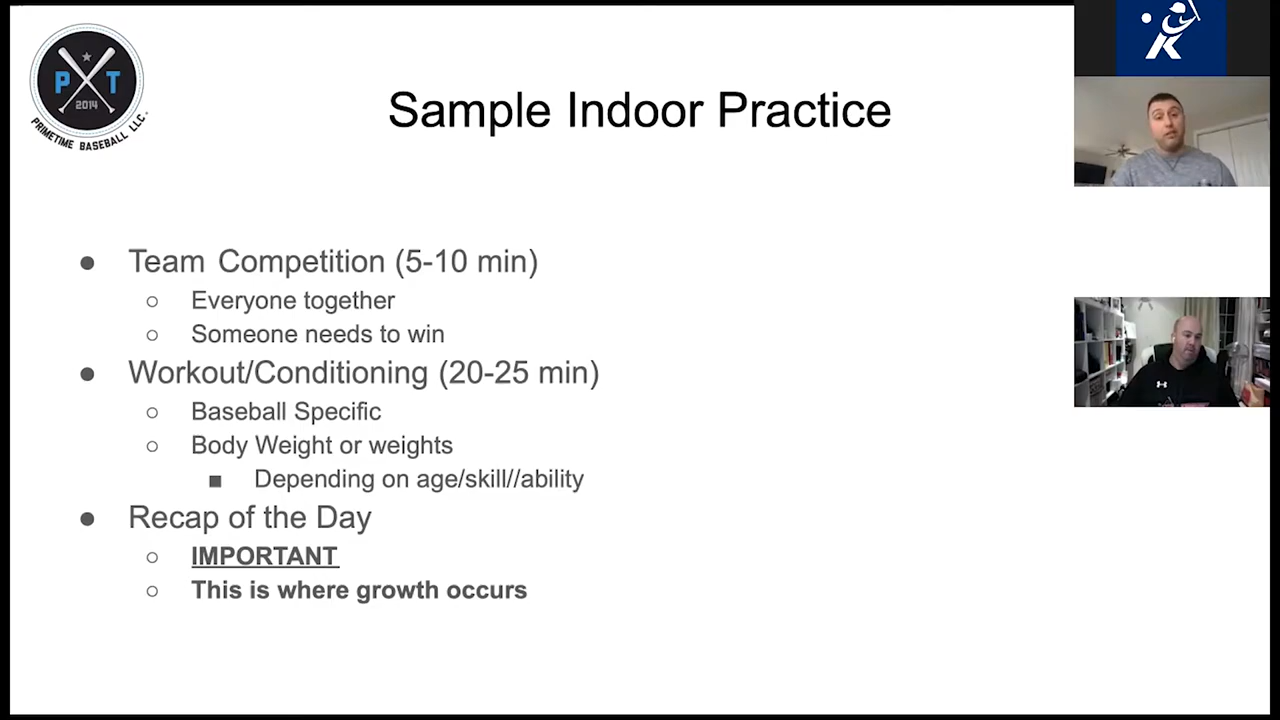 P T
2014
PRIMETIME BASEBALL LLC.
Sample Indoor Practice
● Team Competition (5-10 min)
○ Everyone together
○ Someone needs to win
● Workout/Conditioning (20-25 min)
○ Baseball Specific
○ Body Weight or weights
■ Depending on age/skill//ability
● Recap of the Day
○ IMPORTANT
○ This is where growth occurs
K